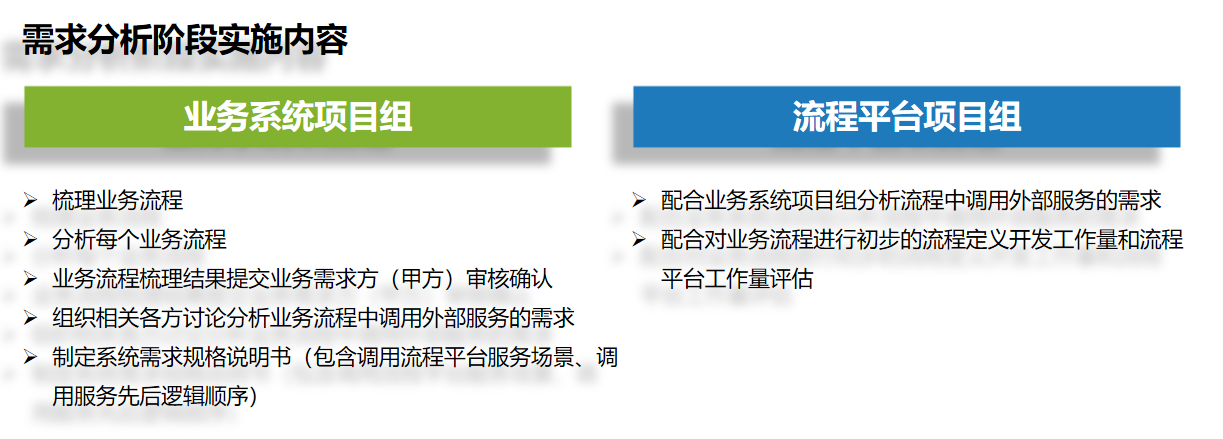 需求分析阶段实施内容
业务系统项目组
梳理业务流程
分析每个业务流程
业务流程梳理结果提交业务需求方（甲方）审核确认
组织相关各方讨论分析业务流程中调用外部服务的需求
制定系统需求规格说明书（包含调用流程平台服务场景、调
用服务先后逻辑顺序）
流程平台项目组
配合业务系统项目组分析流程中调用外部服务的需求
配合对业务流程进行初步的流程定义开发工作量和流程
平台工作量评估